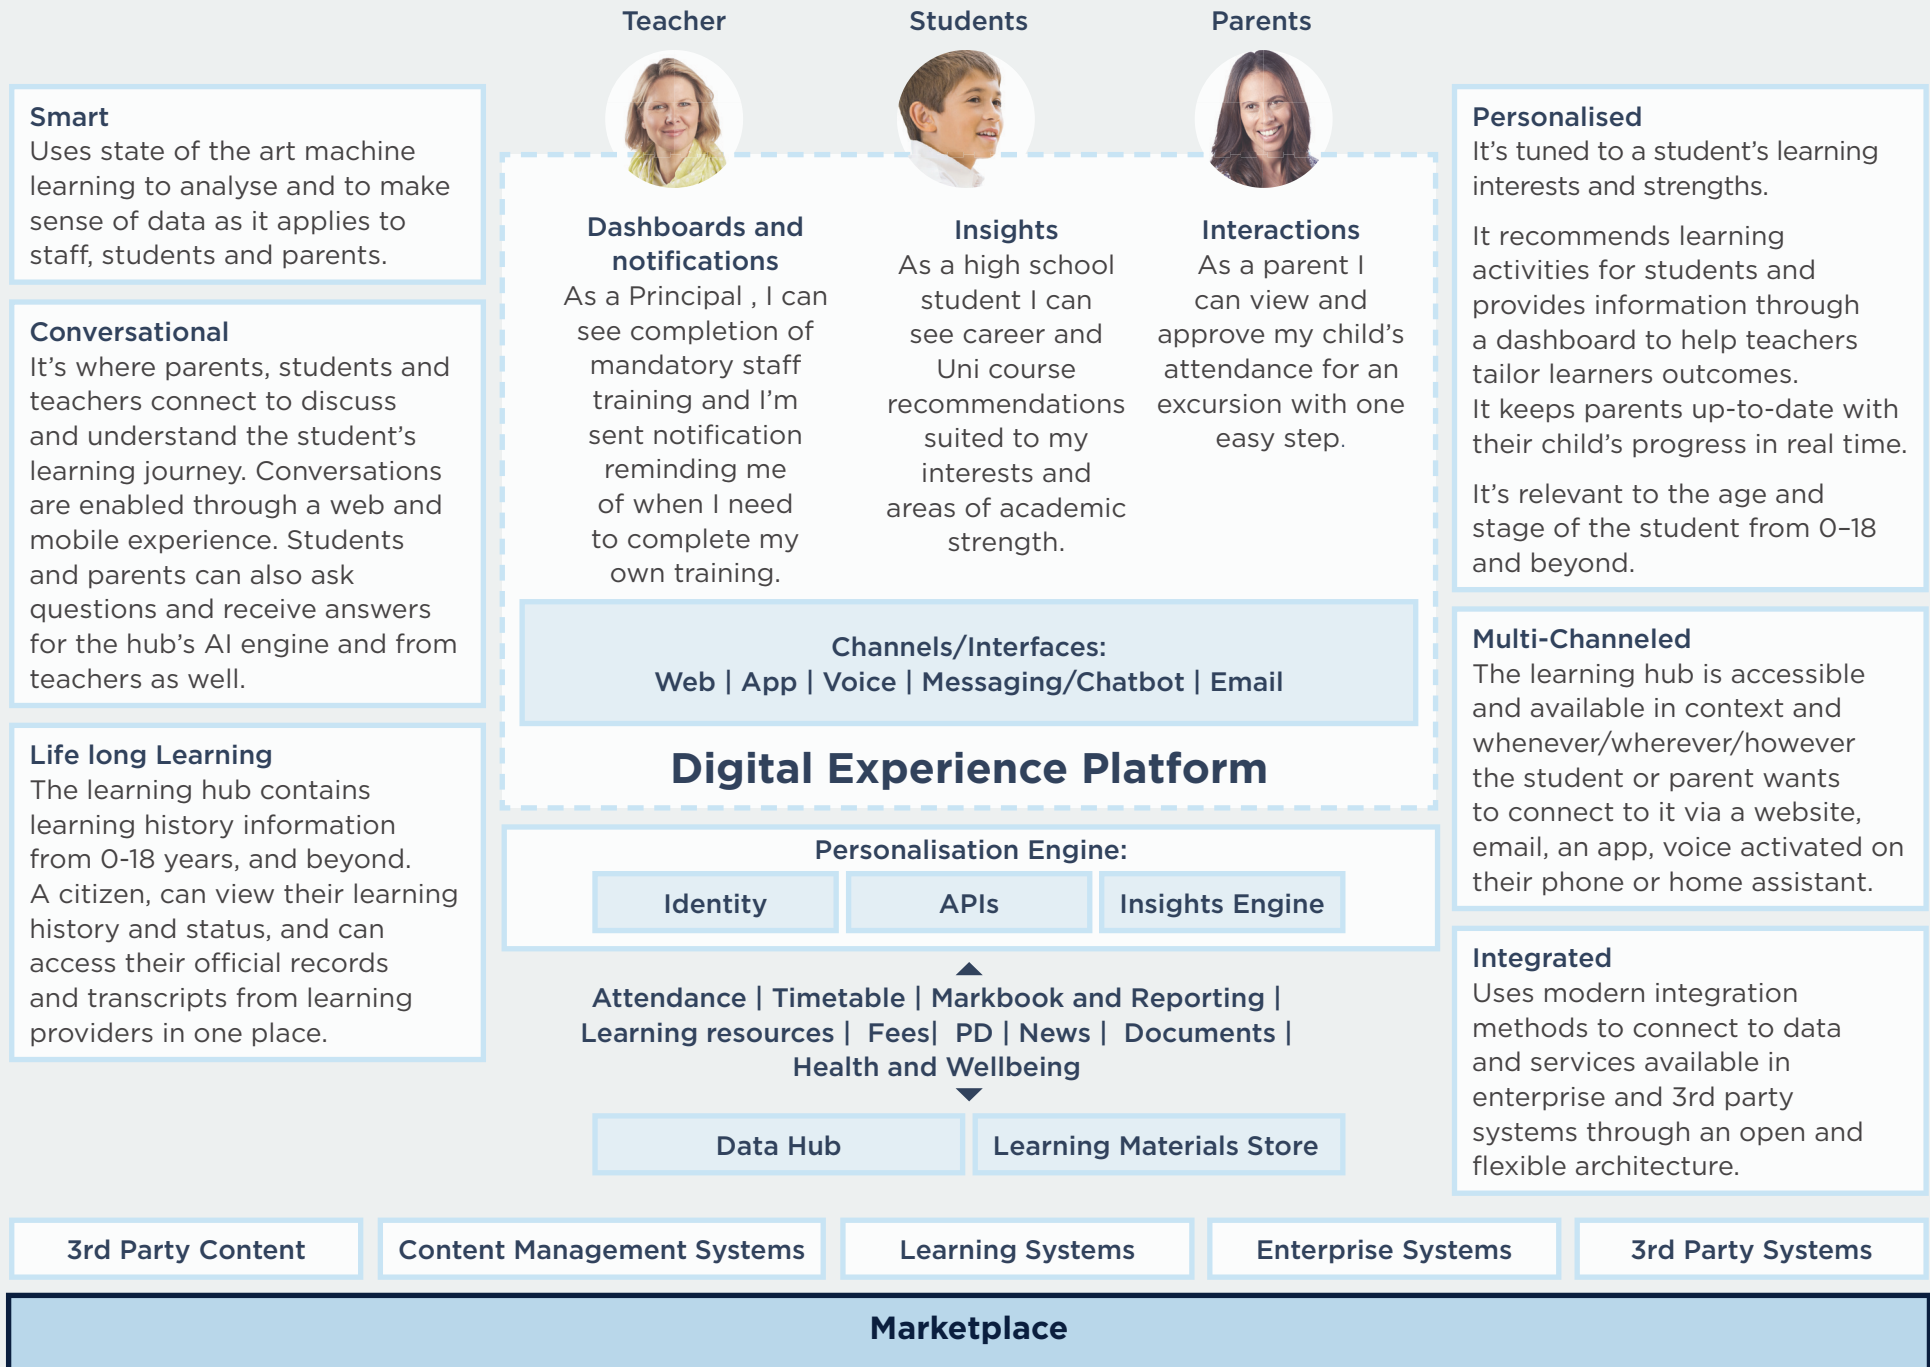 Teacher
Students
Parents
Smart
Uses state of the art machine
learning to analyse and to make
sense of data as it applies to
staff, students and parents.
Conversational
It's where parents, students and
teachers connect to discuss
and understand the student's
learning journey. Conversations
are enabled through a web and
mobile experience. Students
and parents can also ask
questions and receive answers
for the hub's AI engine and from
teachers as well.
Life long Learning
The learning hub contains
learning history information
from 0-18 years, and beyond.
A citizen, can view their learning
history and status, and can
access their official records
and transcripts from learning
providers in one place.
Dashboards and
notifications
As a Principal , I can
see completion of
mandatory staff
training and I'm
sent notification
reminding me
of when I need
to complete my
own training.
Insights
As a high school
student I can
see career and
Uni course
recommendations
suited to my
interests and
areas of academic
strength.
Interactions
As a parent I
can view and
approve my child's
attendance for an
excursion with one
easy step.
Channels/Interfaces:
Web | App | Voice | Messaging/Chatbot | Email
Digital Experience Platform
Personalisation Engine:
Identity
APIs
Insights Engine
Attendance | Timetable | Markbook and Reporting |
Learning resources | Fees| PD | News | Documents |
Health and Wellbeing
Data Hub
Learning Materials Store
Personalised
It's tuned to a student's learning
interests and strengths.
It recommends learning
activities for students and
provides information through
a dashboard to help teachers
tailor learners outcomes.
It keeps parents up-to-date with
their child's progress in real time.
It's relevant to the age and
stage of the student from 0–18
and beyond.
Multi-Channeled
The learning hub is accessible
and available in context and
whenever/wherever/however
the student or parent wants
to connect to it via a website,
email, an app, voice activated on
their phone or home assistant.
Integrated
Uses modern integration
methods to connect to data
and services available in
enterprise and 3rd party
systems through an open and
flexible architecture.
3rd Party Content
Content Management Systems
Learning Systems
Enterprise Systems
3rd Party Systems
Marketplace